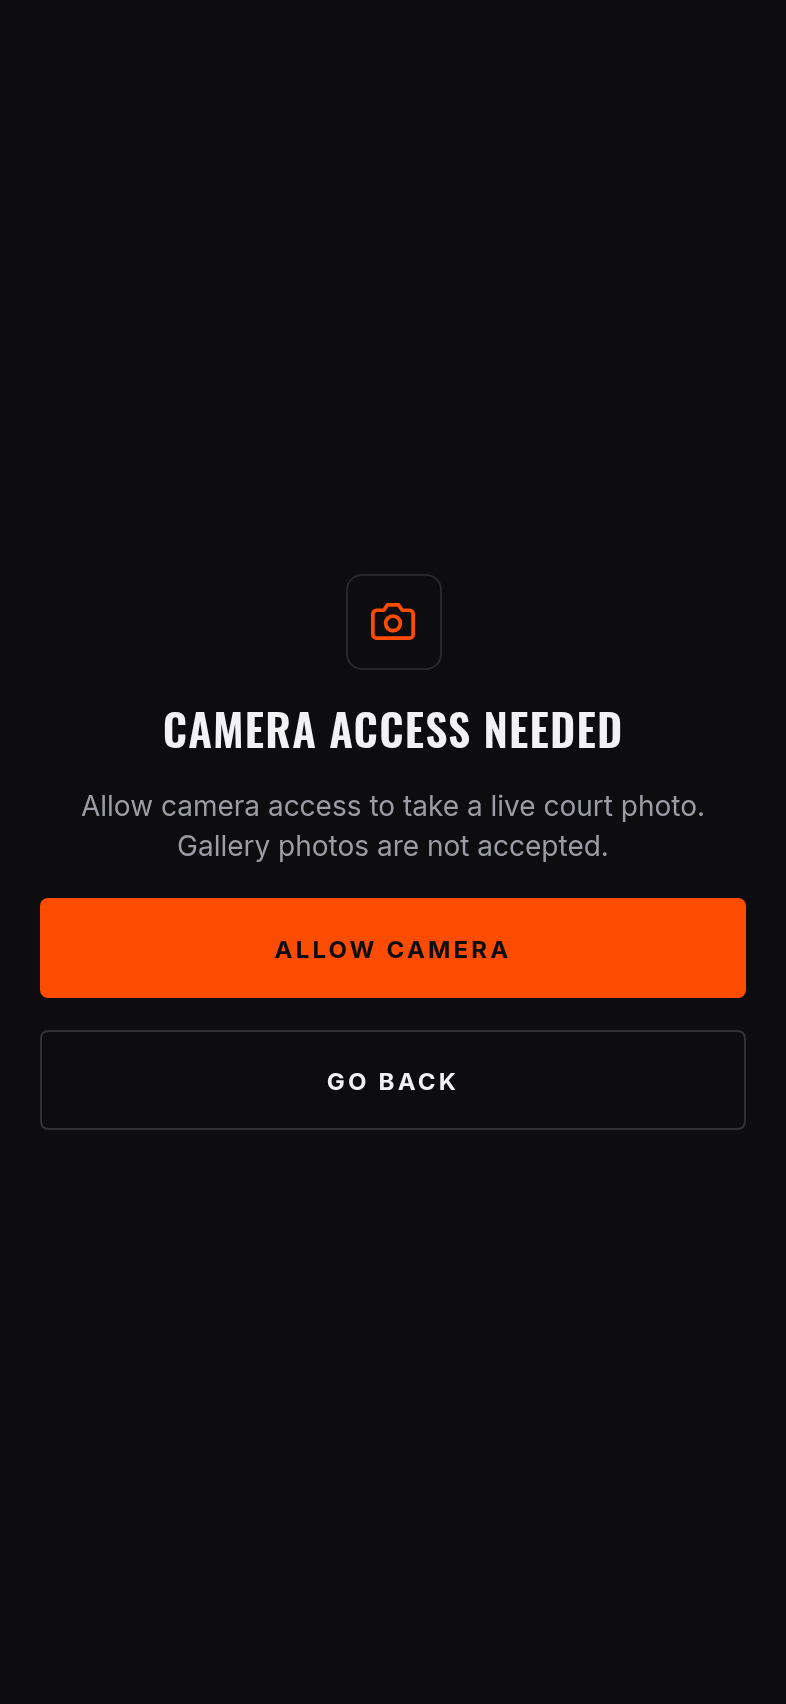 CAMERA ACCESS NEEDED
Allow camera access to take a live court photo.
Gallery photos are not accepted.
ALLOW CAMERA
GO BACK